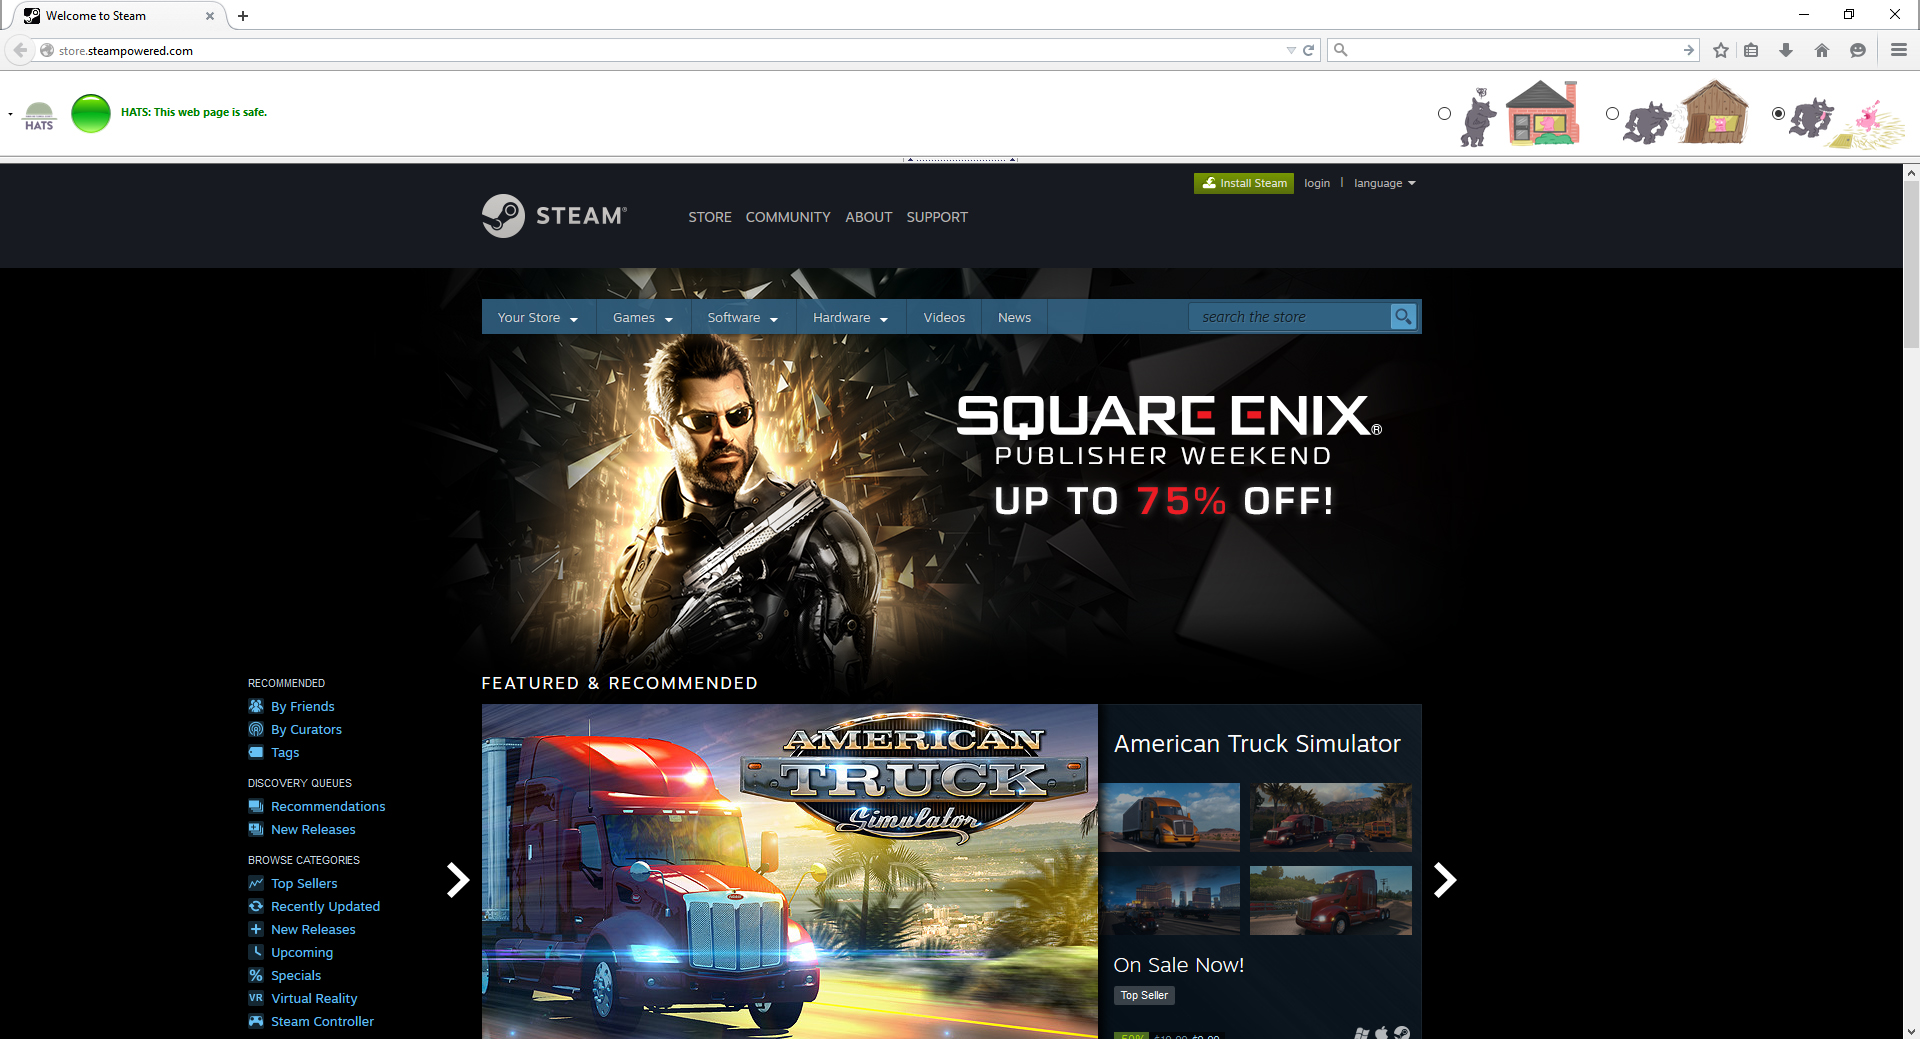 Welcome to Steam
store.steampowered.com
HATS
HATS: This web page is safe.
Install Steam
login
language
STEAM®
STORE
COMMUNITY
ABOUT
SUPPORT
Your Store
Games
Software
Hardware
Videos
News
search the store
SQUARE ENIX®
PUBLISHER WEEKEND
UP TO 75% OFF!
RECOMMENDED
By Friends
By Curators
Tags
DISCOVERY QUEUES
Recommendations
New Releases
BROWSE CATEGORIES
Top Sellers
Recently Updated
New Releases
Upcoming
Specials
VR Virtual Reality
Steam Controller
FEATURED & RECOMMENDED
AMERICAN
TRUCK
Simulator
American Truck Simulator
On Sale Now!
Top Seller